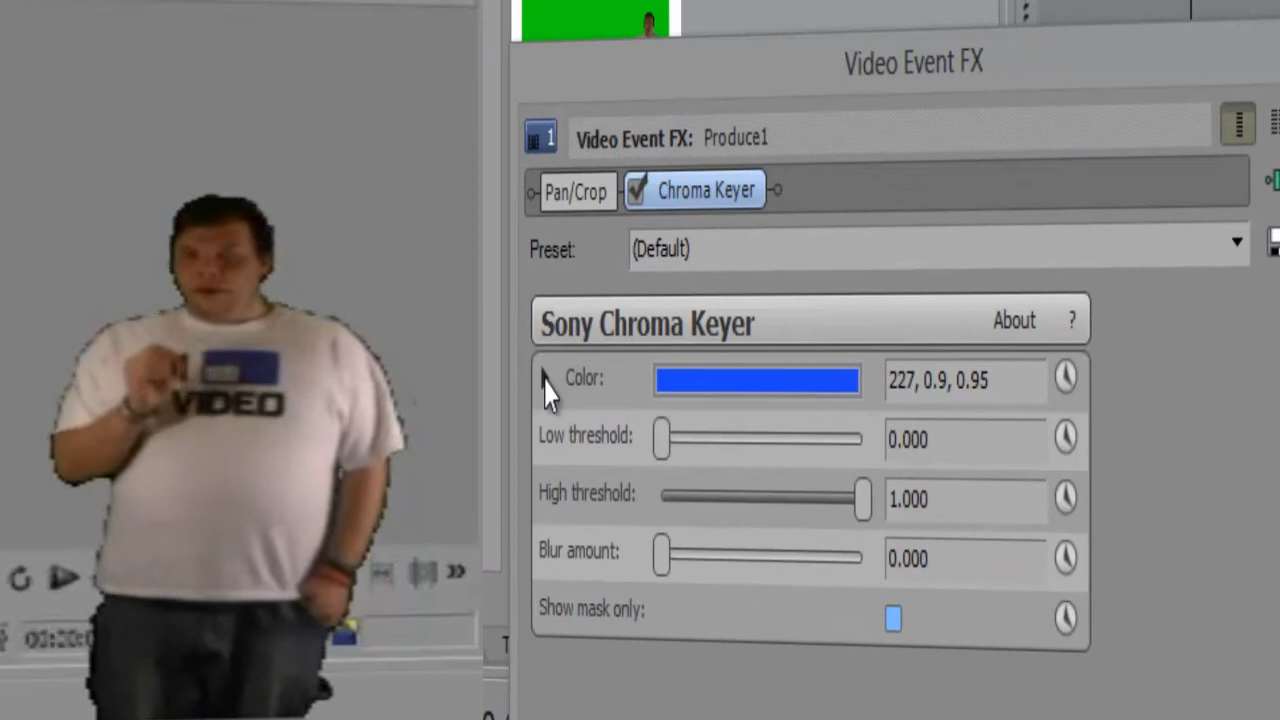 Video Event FX
1
Video Event FX: Produce1
Pan/Crop
Chroma Keyer
Preset:
(Default)
Sony Chroma Keyer
About
?
Color:
227, 0.9, 0.95
Low threshold:
0.000
High threshold:
1.000
Blur amount:
0.000
Show mask only:
VIDEO